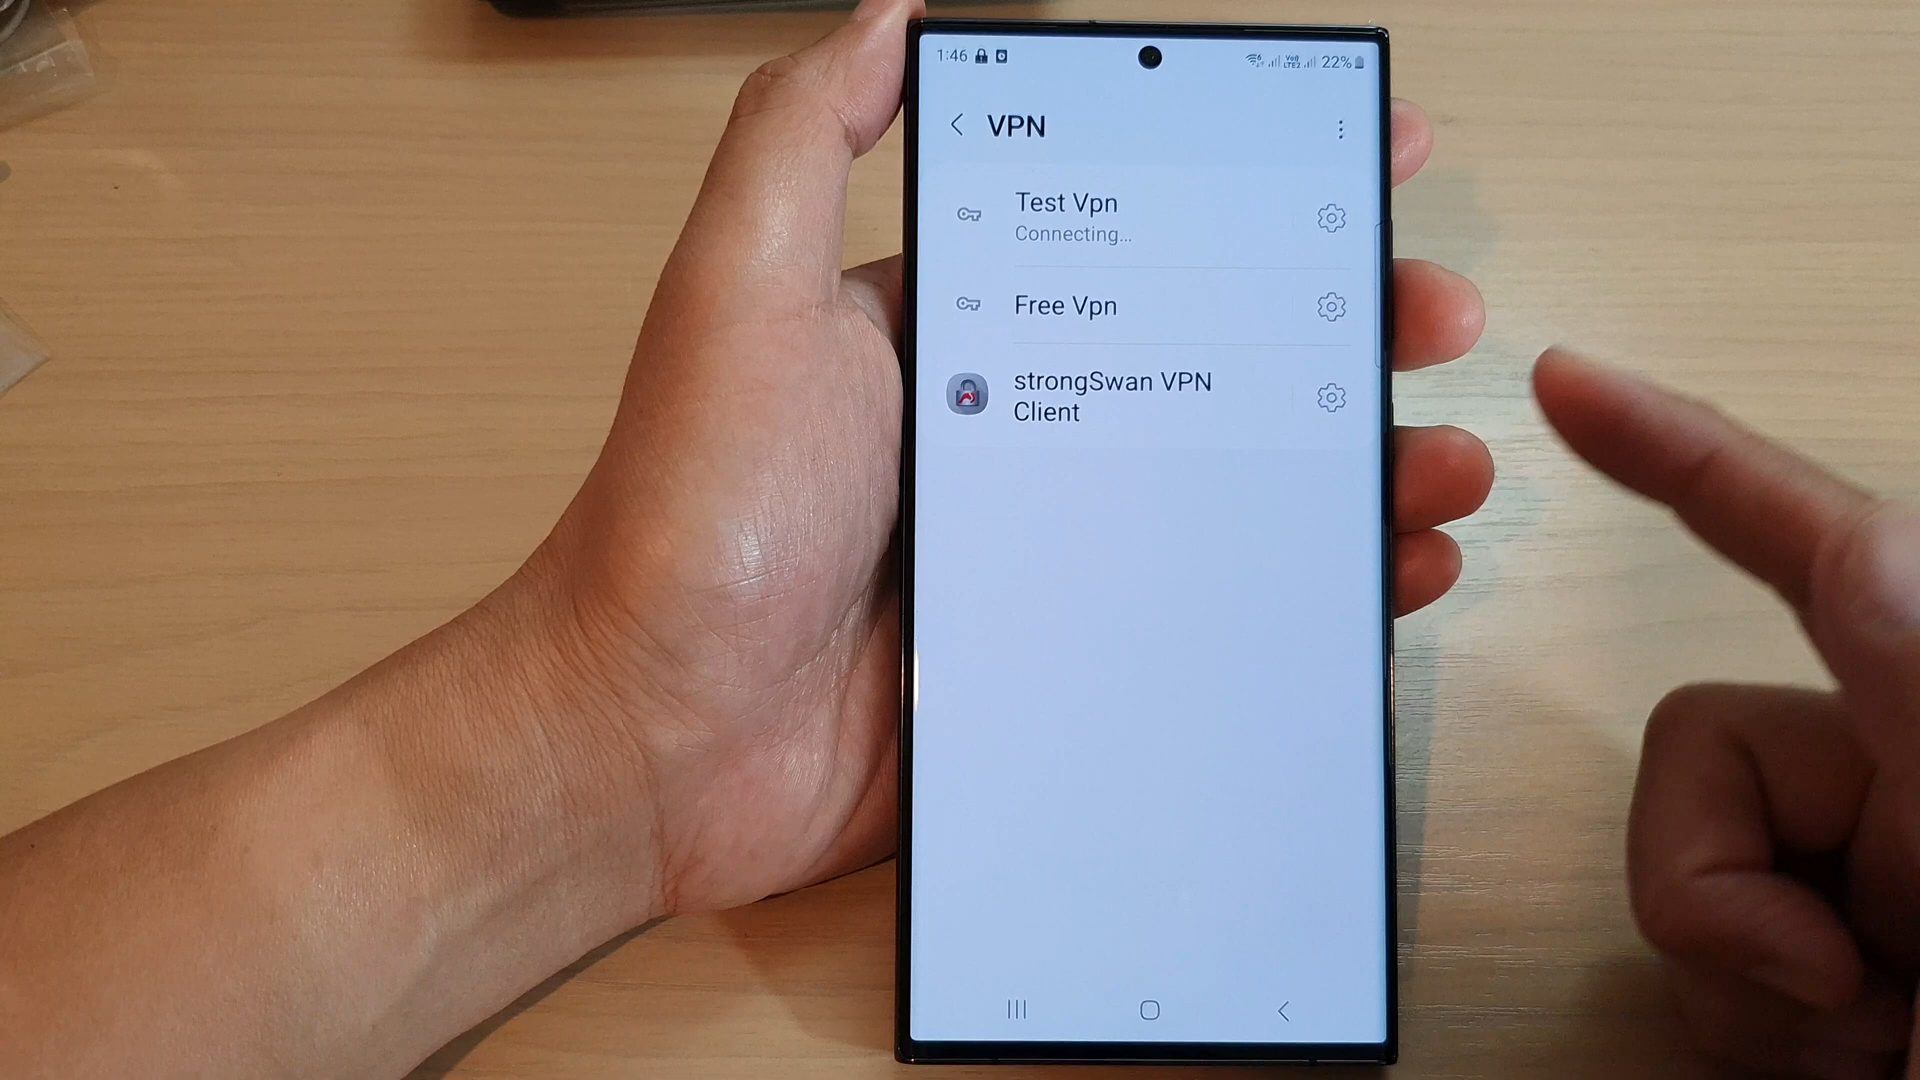 1:46
22%
VPN
Test Vpn
Connecting...
Free Vpn
strongSwan VPN
Client